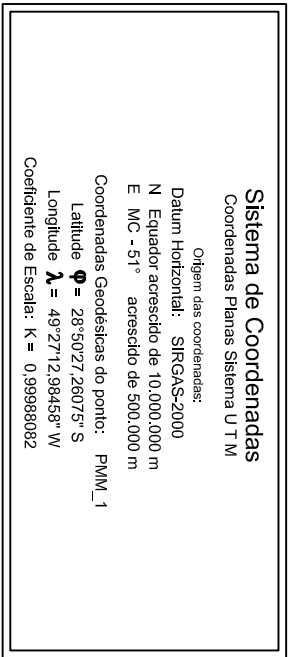 Sistema de Coordenadas
Coordenadas Planas Sistema U T M
Origem das coordenadas:
Datum Horizontal: SIRGAS-2000
N Equador acrescido de 10.000.000 m
E MC - 51° acrescido de 500.000 m
Coordenadas Geodésicas do ponto: PMM_1
Latitude φ = 28°50'27,26075" S
Longitude λ = 49°27'12,98458" W
Coeficiente de Escala: K = 0,99988082